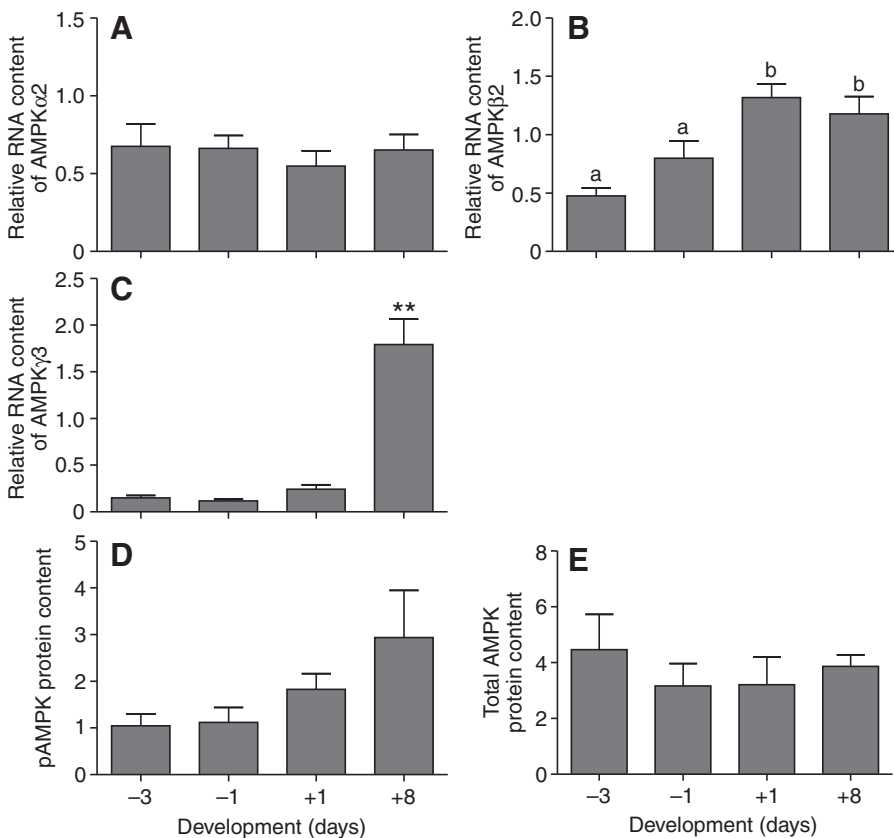 A
Relative RNA content
of AMPKα2
1.5
1.0
0.5
0
B
Relative RNA content
of AMPKβ2
2.0
1.5
1.0
0.5
0
a
a
b
b
C
Relative RNA content
of AMPKγ3
2.5
2.0
1.5
1.0
0.5
0
**
D
pAMPK protein content
5
4
3
2
1
0
–3
–1
+1
+8
Development (days)
E
Total AMPK
protein content
8
6
4
2
0
–3
–1
+1
+8
Development (days)